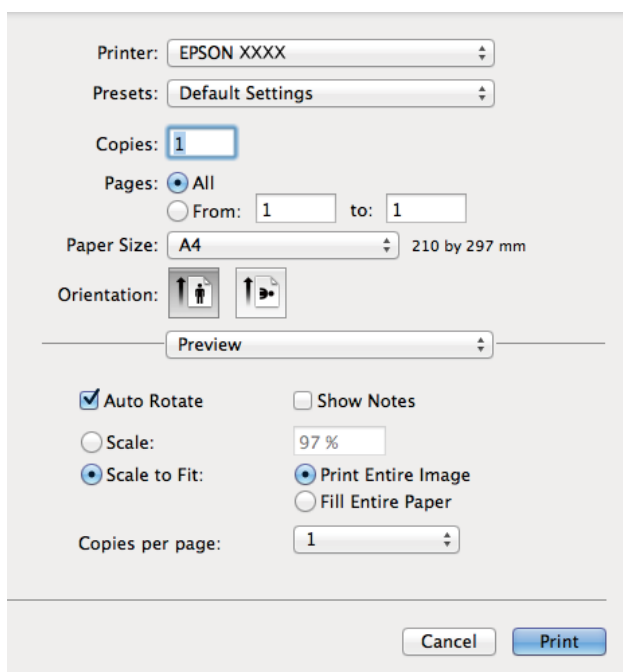 Printer: EPSON XXXX
Presets: Default Settings
Copies: 1
Pages: All
From: 1 to: 1
Paper Size: A4 210 by 297 mm
Orientation:
Preview
Auto Rotate Show Notes
Scale: 97 %
Scale to Fit: Print Entire Image
Fill Entire Paper
Copies per page: 1
Cancel Print